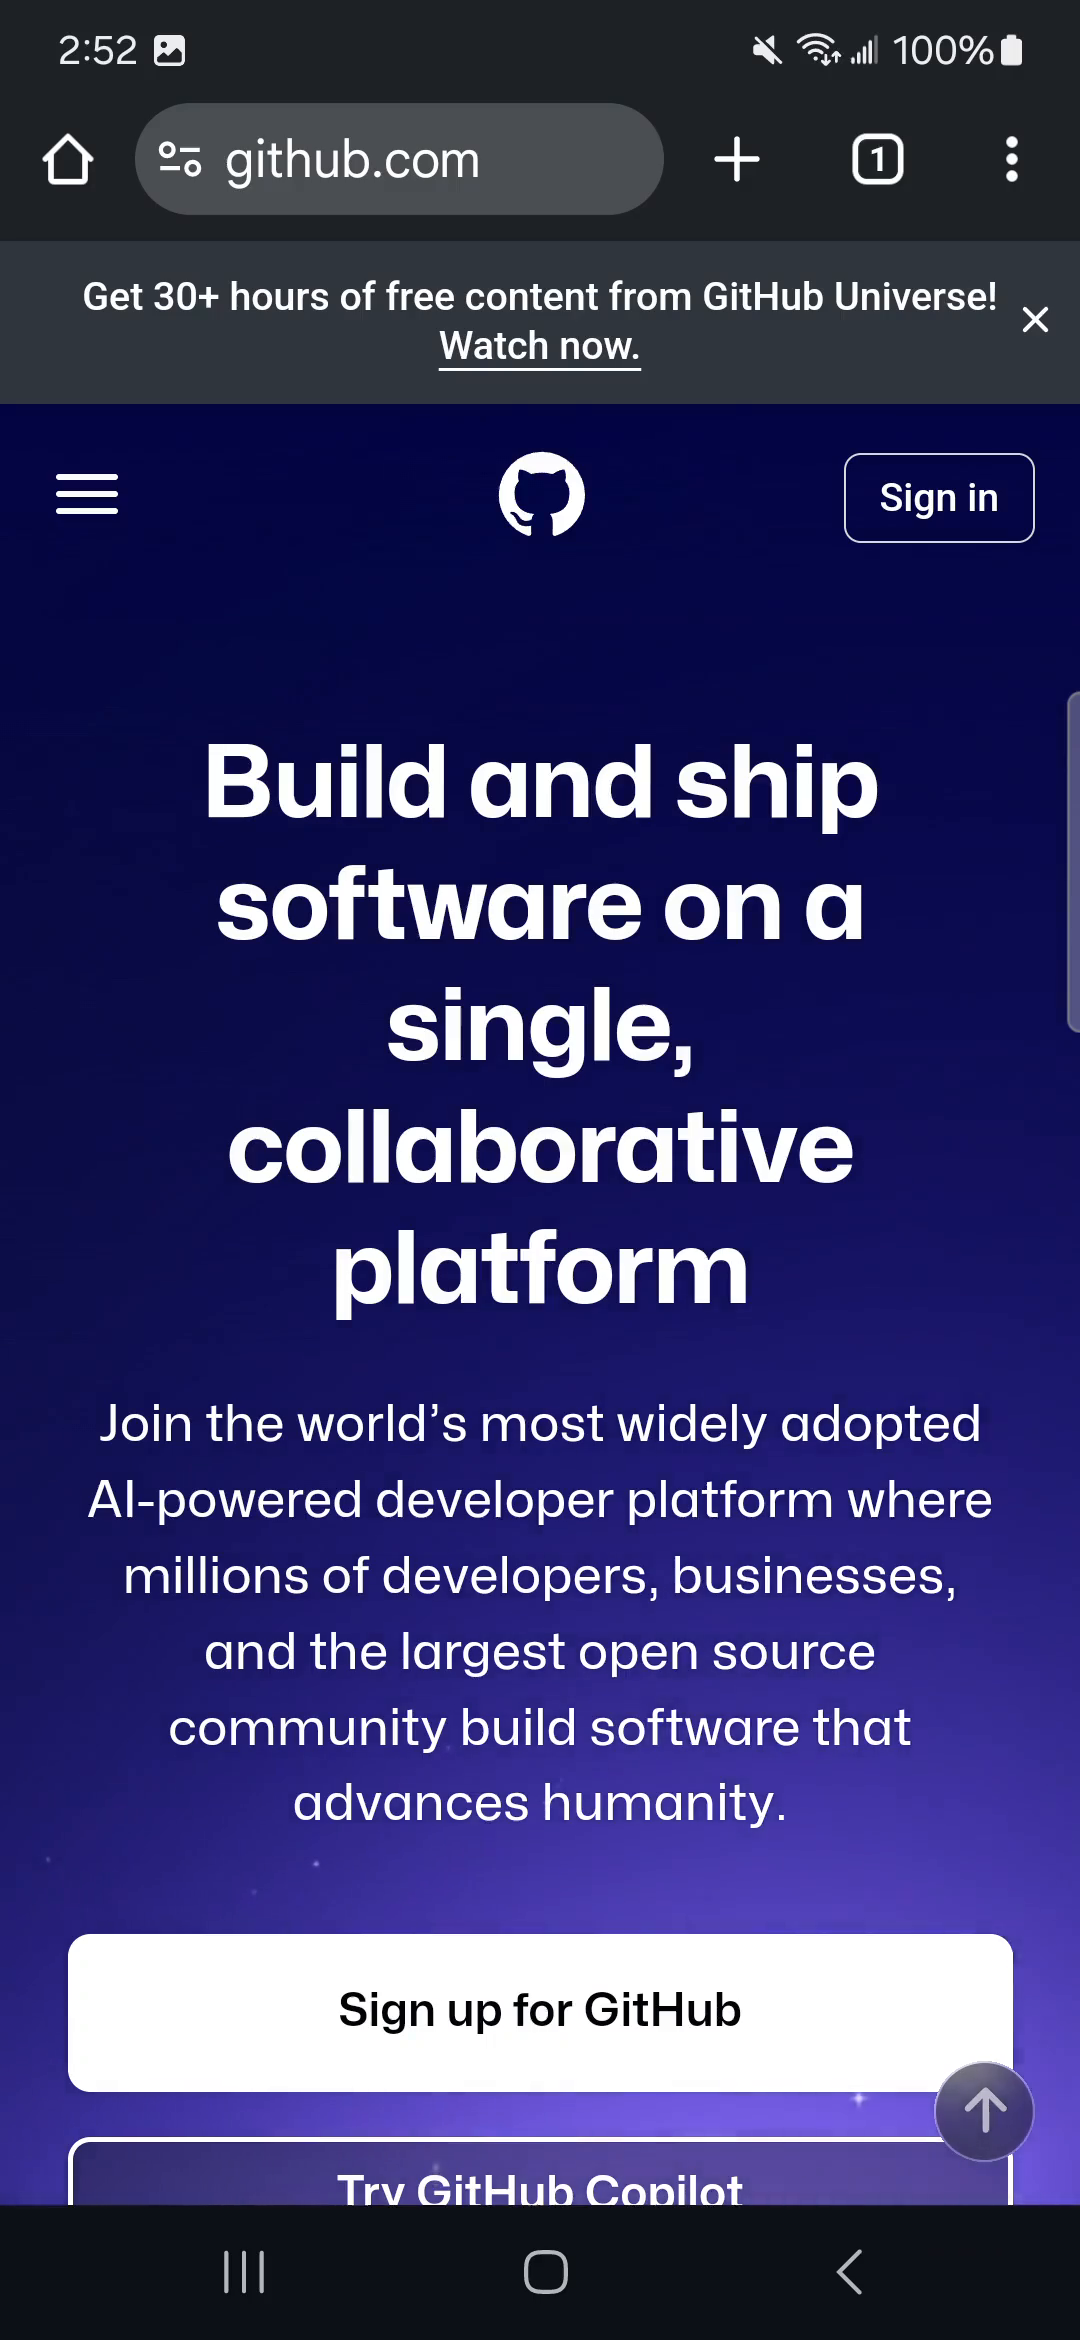 2:52
100%
github.com
1
Get 30+ hours of free content from GitHub Universe!
Watch now.
Sign in
Build and ship
software on a
single,
collaborative
platform
Join the world’s most widely adopted
AI-powered developer platform where
millions of developers, businesses,
and the largest open source
community build software that
advances humanity.
Sign up for GitHub
Try GitHub Copilot